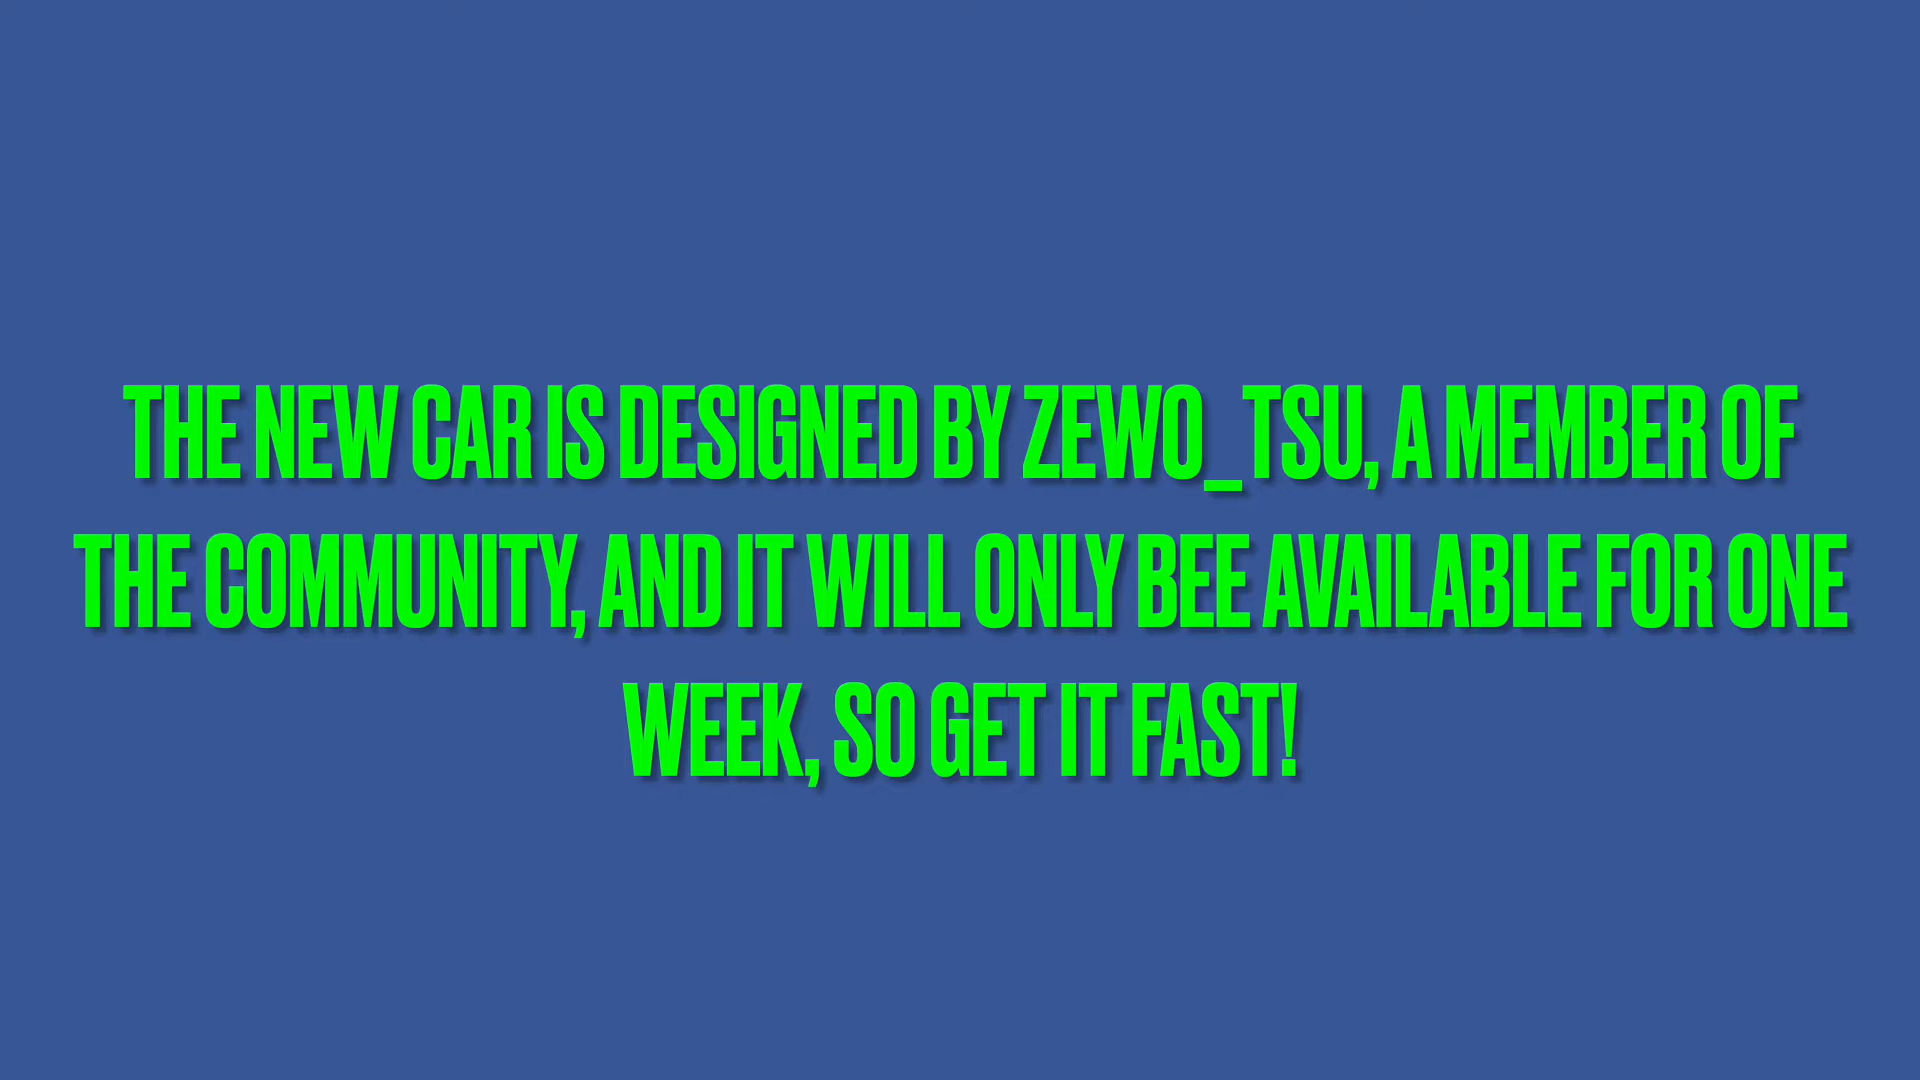 THE NEW CAR IS DESIGNED BY ZEWO_TSU, A MEMBER OF
THE COMMUNITY, AND IT WILL ONLY BEE AVAILABLE FOR ONE
WEEK, SO GET IT FAST!